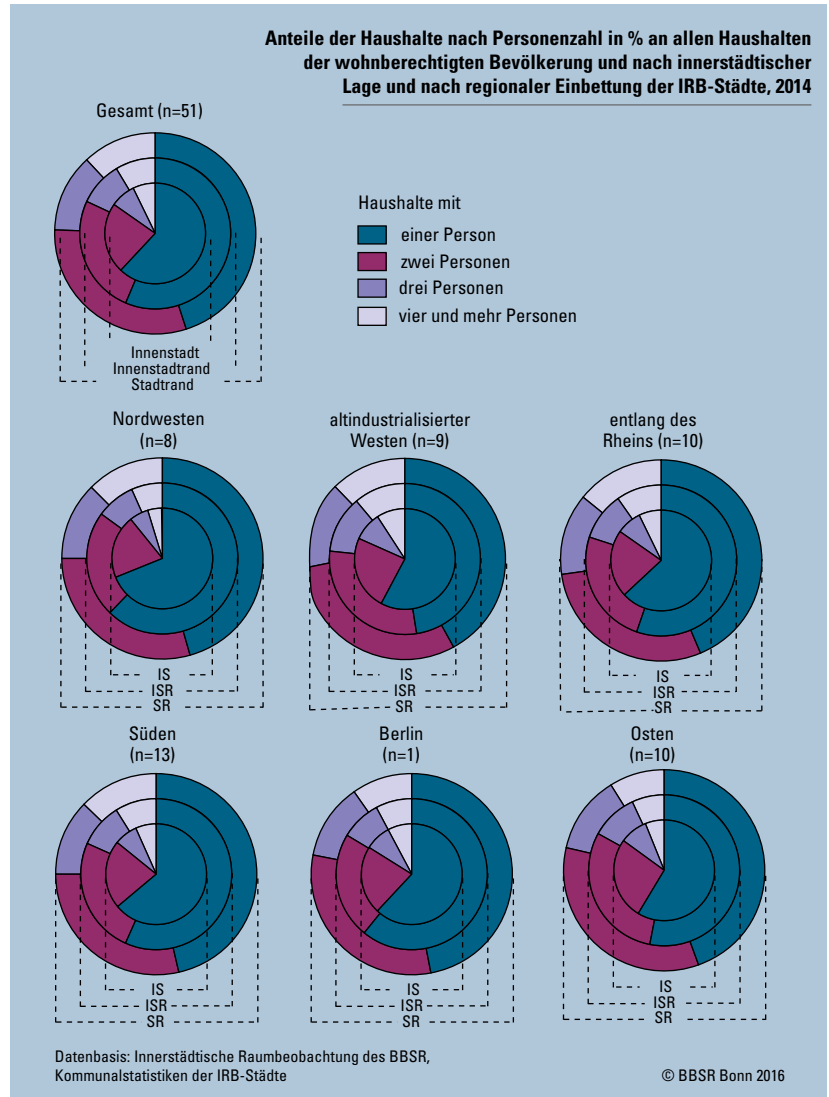 Anteile der Haushalte nach Personenzahl in % an allen Haushalten
der wohnberechtigten Bevölkerung und nach innerstädtischer
Lage und nach regionaler Einbettung der IRB-Städte, 2014
Gesamt (n=51)
Haushalte mit
einer Person
zwei Personen
drei Personen
vier und mehr Personen
Innenstadt
Innenstadtrand
Stadtrand
Nordwesten
(n=8)
IS
ISR
SR
altindustrialisierter
Westen (n=9)
IS
ISR
SR
entlang des
Rheins (n=10)
IS
ISR
SR
Süden
(n=13)
IS
ISR
SR
Berlin
(n=1)
IS
ISR
SR
Osten
(n=10)
IS
ISR
SR
Datenbasis: Innerstädtische Raumbeobachtung des BBSR,
Kommunalstatistiken der IRB-Städte
© BBSR Bonn 2016